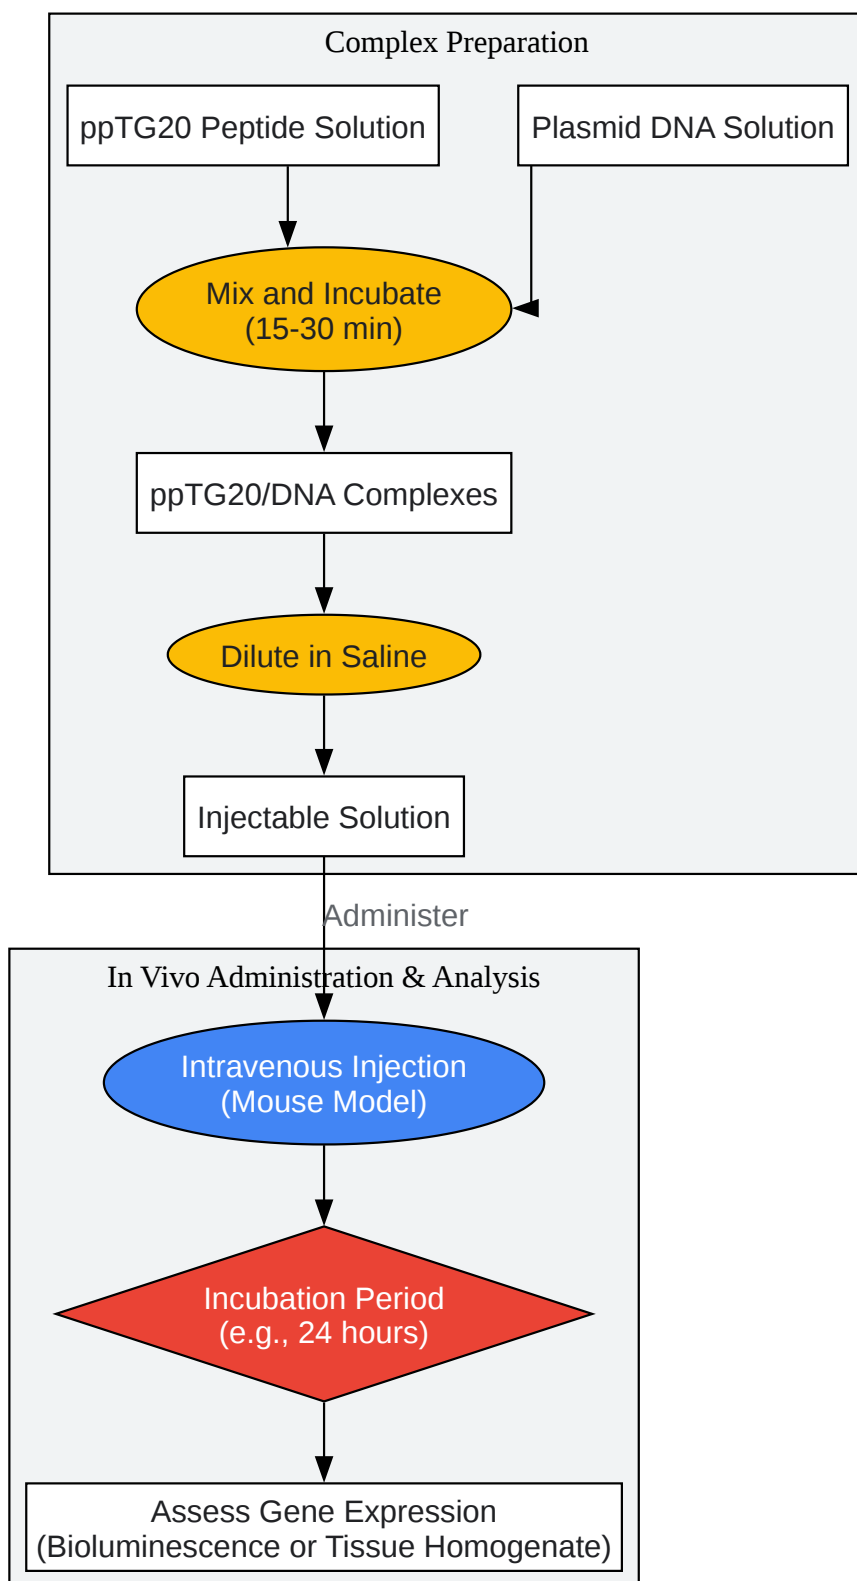 Complex Preparation
ppTG20 Peptide Solution
Plasmid DNA Solution
Mix and Incubate
(15-30 min)
ppTG20/DNA Complexes
Dilute in Saline
Injectable Solution
Administer
In Vivo Administration & Analysis
Intravenous Injection
(Mouse Model)
Incubation Period
(e.g., 24 hours)
Assess Gene Expression
(Bioluminescence or Tissue Homogenate)